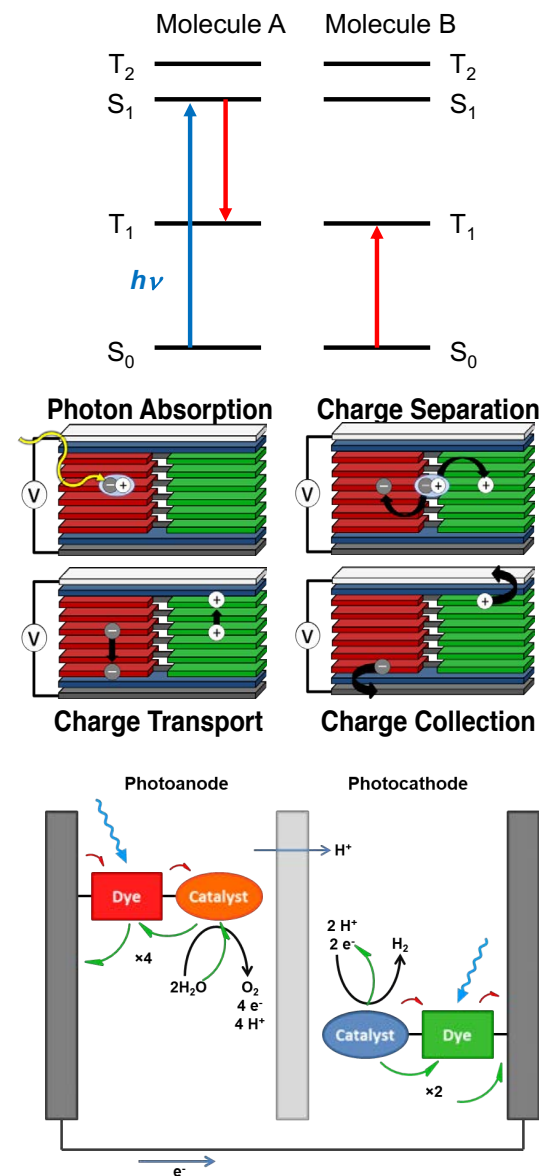 Molecule A Molecule B
T2 T2
S1 S1
T1 T1
hν
S0 S0
Photon Absorption Charge Separation
V − + V − − + +
V + − + − V + −
Charge Transport Charge Collection
Photoanode Photocathode
H+
Dye Catalyst
×4
2H2O O2
4 e-
4 H+
2 H+
2 e- H2
Catalyst Dye
×2
e-